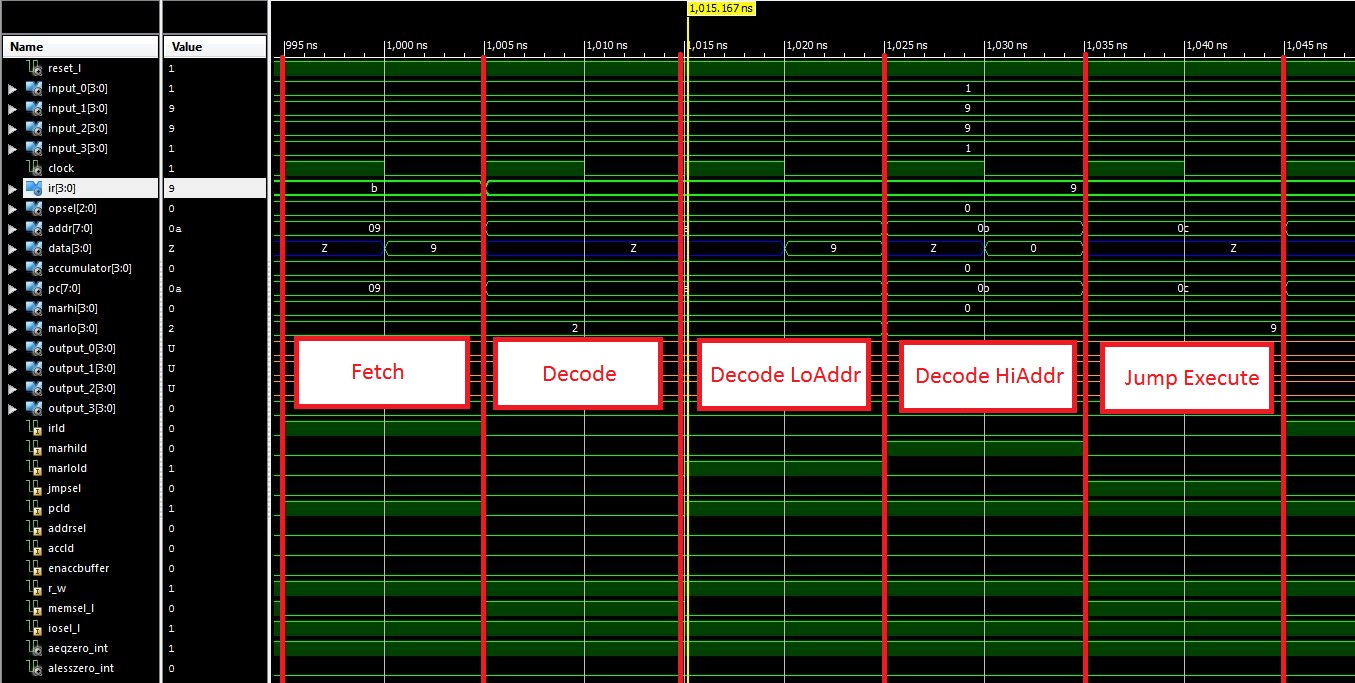 1,015.167 ns
Name Value 995 ns 1,000 ns 1,005 ns 1,010 ns 1,015 ns 1,020 ns 1,025 ns 1,030 ns 1,035 ns 1,040 ns 1,045 ns
reset_l 1
input_0[3:0] 1 1
input_1[3:0] 9 9
input_2[3:0] 9 9
input_3[3:0] 1 1
clock 1
ir[3:0] 9 b 9
opsel[2:0] 0 0
addr[7:0] 0a 09 0b 0c
data[3:0] Z Z 9 Z 9 Z 0 Z
accumulator[3:0] 0 0
pc[7:0] 0a 09 0b 0c
marhi[3:0] 0 0
marlo[3:0] 2 2 9
output_0[3:0] U
output_1[3:0] U
output_2[3:0] U
output_3[3:0] 0
Fetch Decode Decode LoAddr Decode HiAddr Jump Execute
irld 0
marhild 0
marlold 1
jmpsel 0
pcld 1
addrsel 0
accld 0
enaccbuffer 0
r_w 1
memsel_l 0
iosel_l 1
aeqzero_int 1
alesszero_int 0